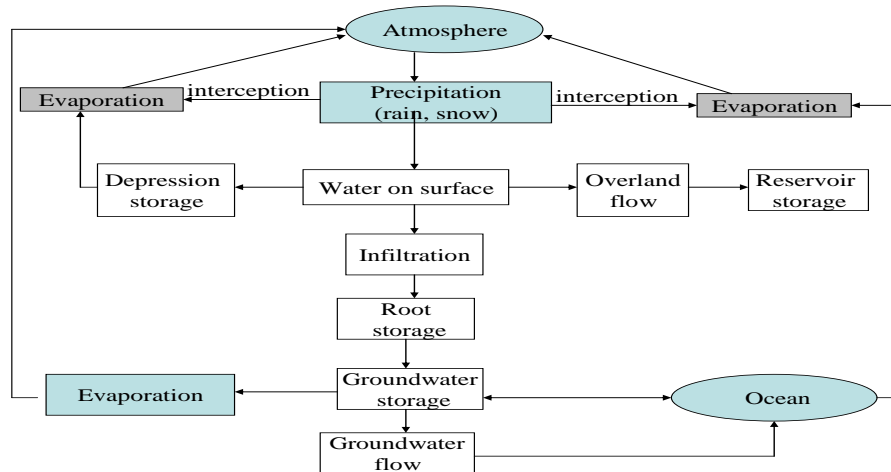 Atmosphere
interception
Precipitation
(rain, snow)
interception
Evaporation
Evaporation
Depression
storage
Water on surface
Overland
flow
Reservoir
storage
Infiltration
Root
storage
Evaporation
Groundwater
storage
Ocean
Groundwater
flow